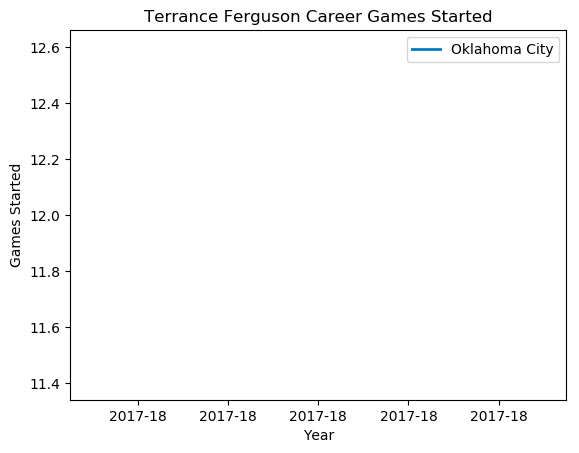 Terrance Ferguson Career Games Started
Oklahoma City
12.6
12.4
12.2
12.0
11.8
11.6
11.4
Games Started
2017-18 2017-18 2017-18 2017-18 2017-18
Year